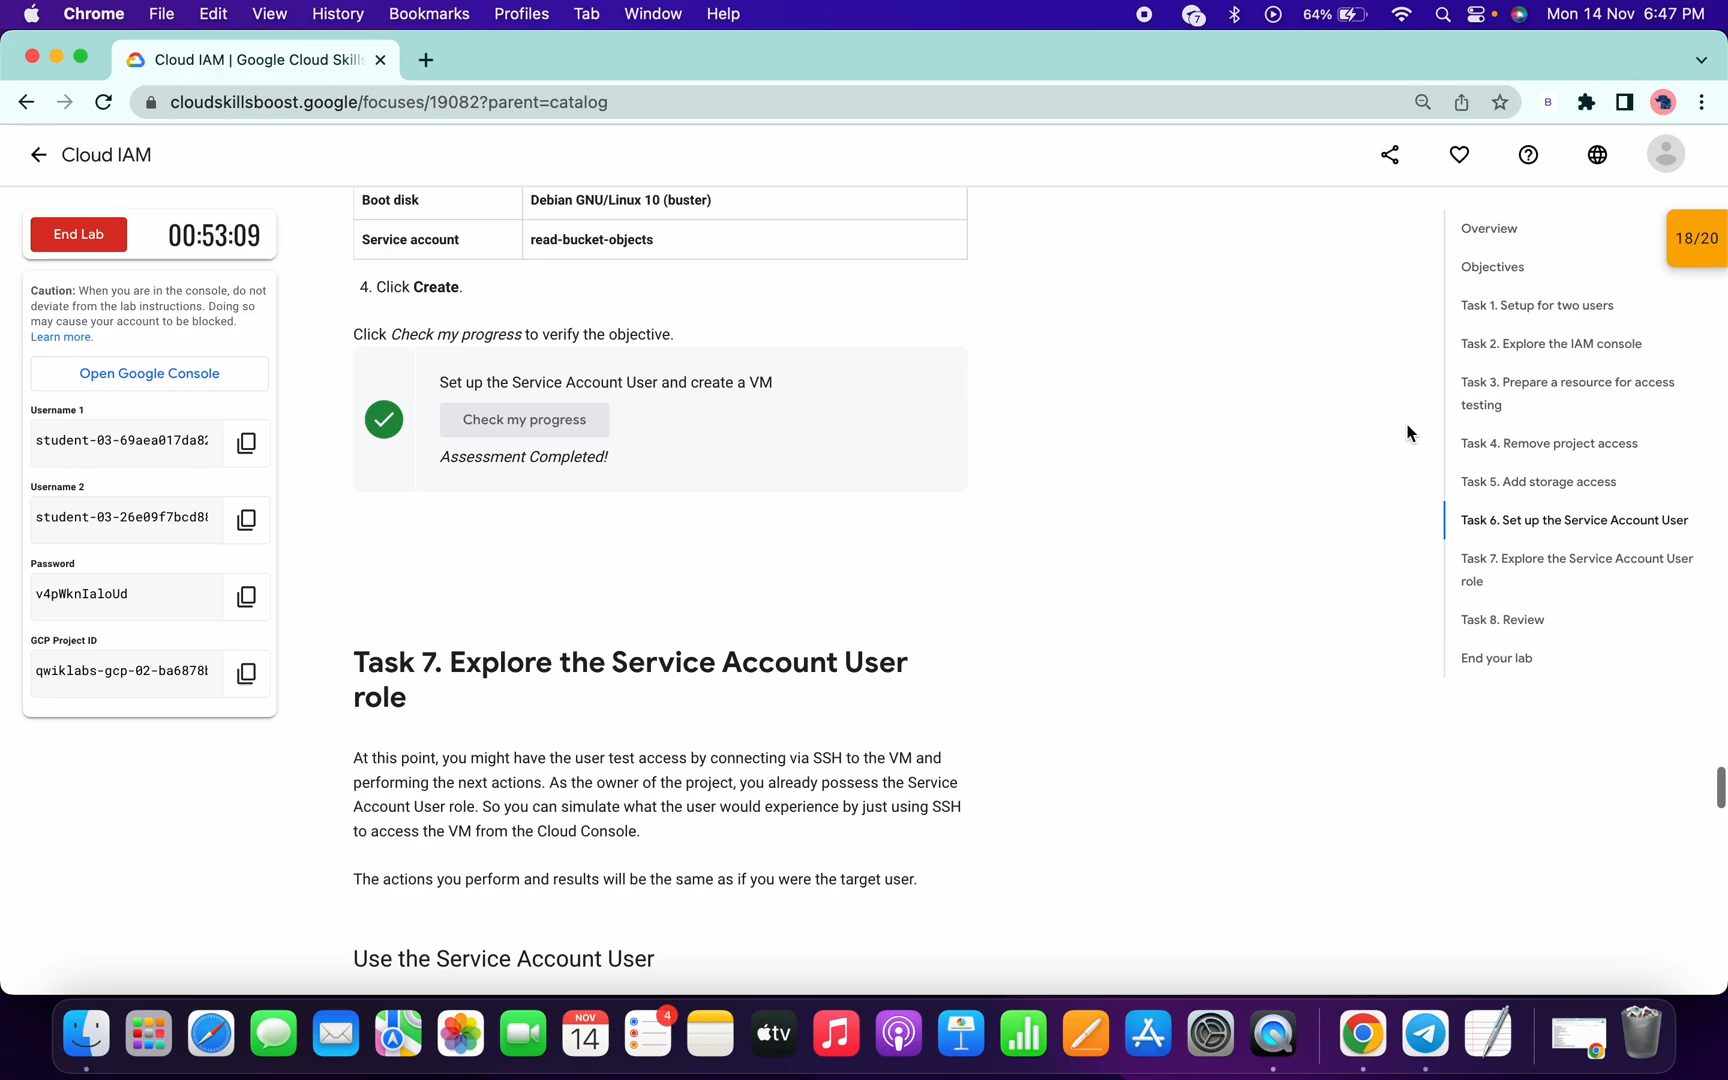 Chrome File Edit View History Bookmarks Profiles Tab Window Help 7 64% Mon 14 Nov 6:47 PM
Cloud IAM | Google Cloud Skills
cloudskillsboost.google/focuses/19082?parent=catalog B
Cloud IAM
End Lab 00:53:09
Caution: When you are in the console, do not
deviate from the lab instructions. Doing so
may cause your account to be blocked.
Learn more.
Open Google Console
Username 1
student-03-69aea017da82
Username 2
student-03-26e09f7bcd8
Password
v4pWknIaloUd
GCP Project ID
qwiklabs-gcp-02-ba6878
Boot disk Debian GNU/Linux 10 (buster)
Service account read-bucket-objects
4. Click Create.
Click Check my progress to verify the objective.
Set up the Service Account User and create a VM
Check my progress
Assessment Completed!
Task 7. Explore the Service Account User
role
At this point, you might have the user test access by connecting via SSH to the VM and
performing the next actions. As the owner of the project, you already possess the Service
Account User role. So you can simulate what the user would experience by just using SSH
to access the VM from the Cloud Console.
The actions you perform and results will be the same as if you were the target user.
Use the Service Account User
Overview
Objectives
Task 1. Setup for two users
Task 2. Explore the IAM console
Task 3. Prepare a resource for access
testing
Task 4. Remove project access
Task 5. Add storage access
Task 6. Set up the Service Account User
Task 7. Explore the Service Account User
role
Task 8. Review
End your lab
18/20
NOV
14
4
tv